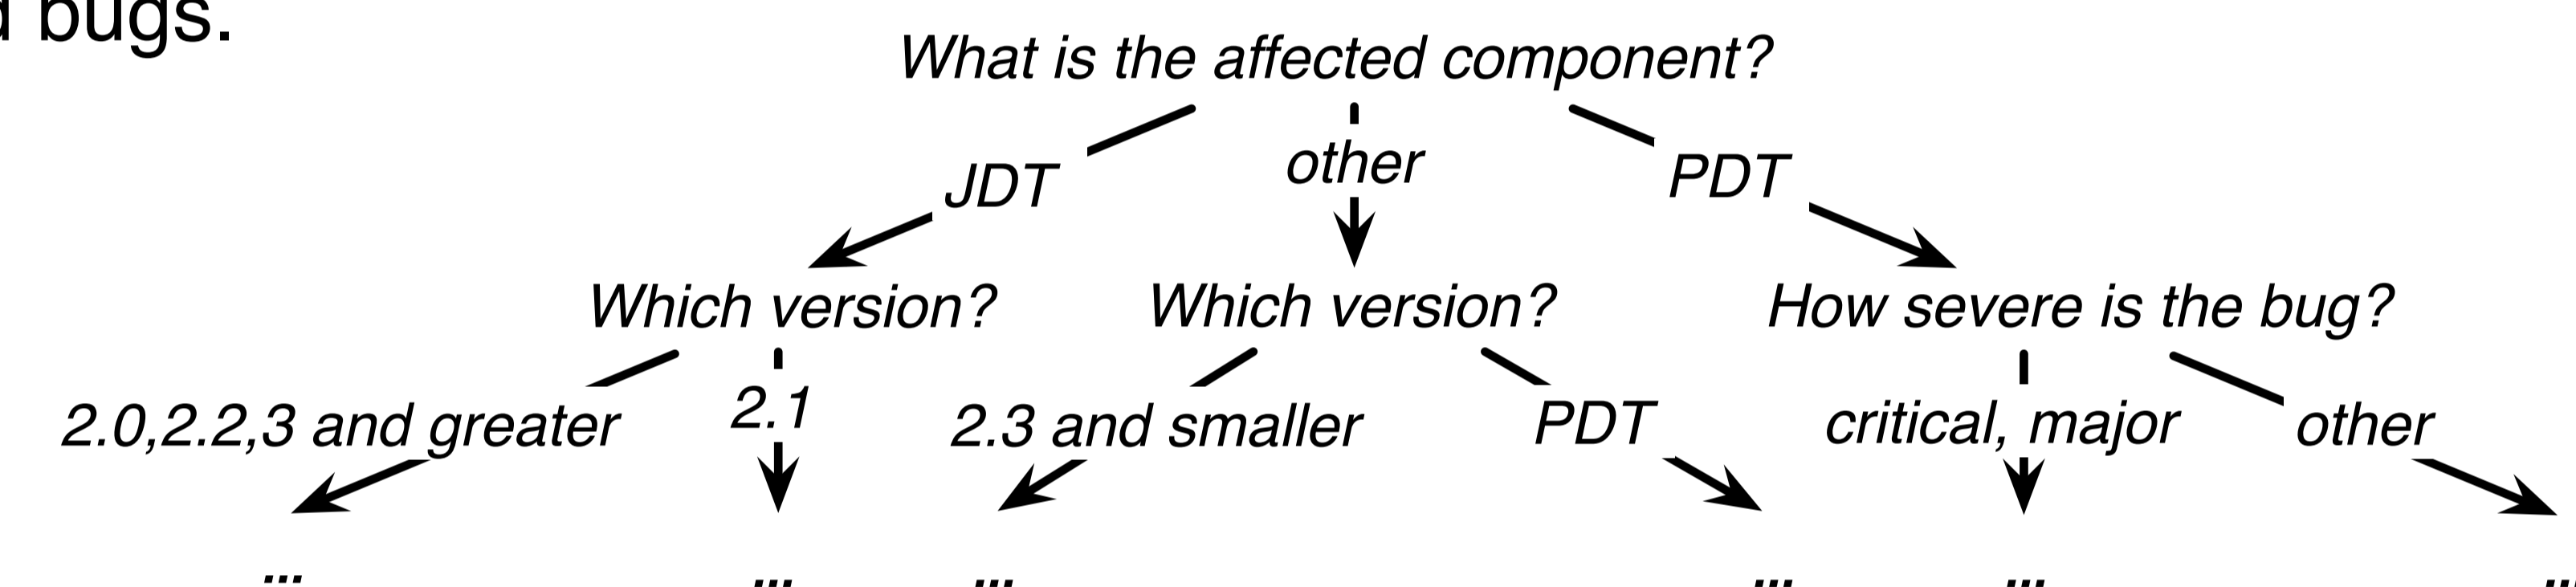 bugs.
What is the affected component?
JDT
other
PDT
Which version?
Which version?
How severe is the bug?
2.0,2.2,3 and greater
2.1
2.3 and smaller
PDT
critical, major
other
... ... ... ... ... ...